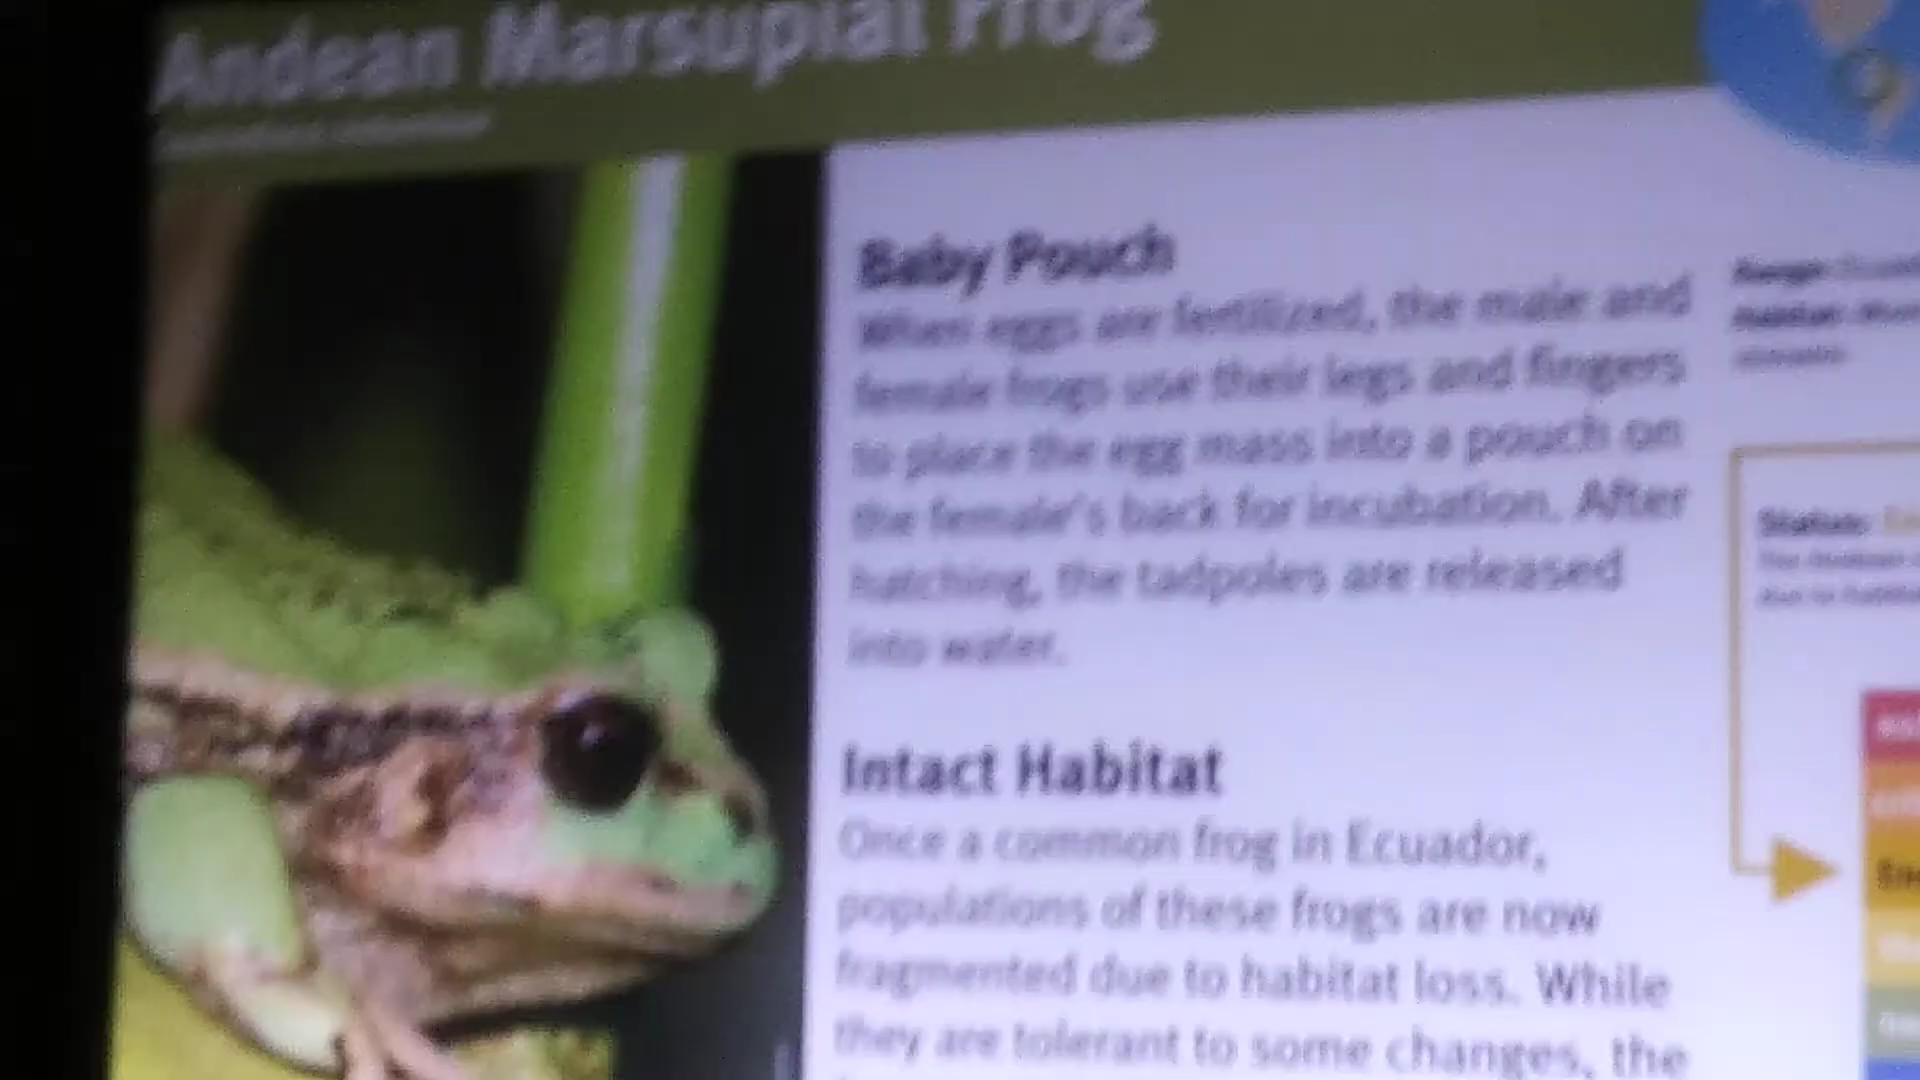 Andean Marsupial Frog
Baby Pouch
When eggs are fertilized, the male and
female frogs use their legs and fingers
to place the egg mass into a pouch on
the female's back for incubation. After
hatching, the tadpoles are released
into water.
Intact Habitat
Once a common frog in Ecuador,
populations of these frogs are now
fragmented due to habitat loss. While
they are tolerant to some changes, the
Range:
Habitat:
Status: